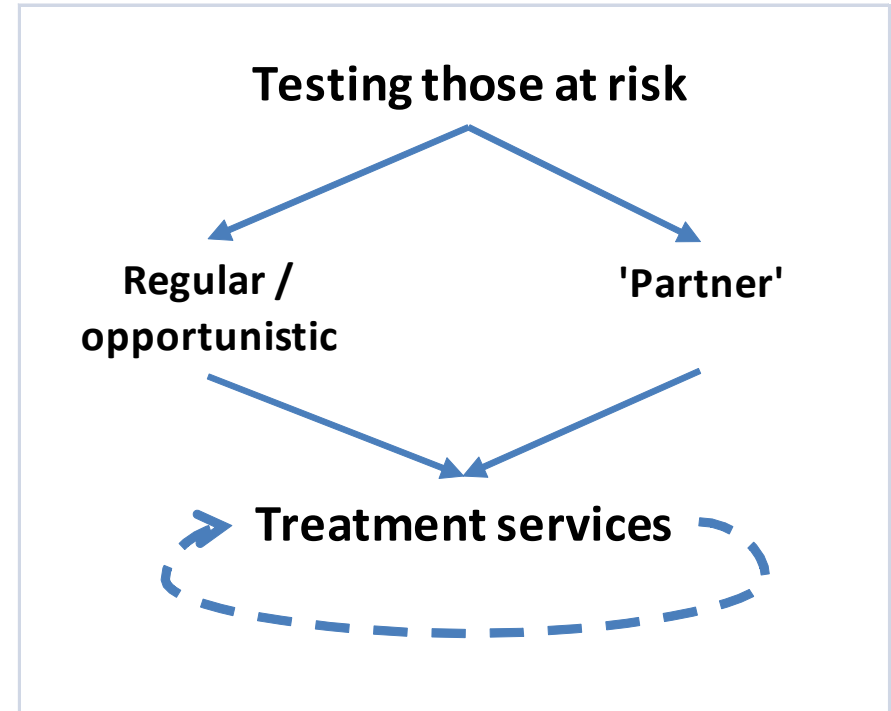 Testing those at risk
Regular /
opportunistic
'Partner'
Treatment services